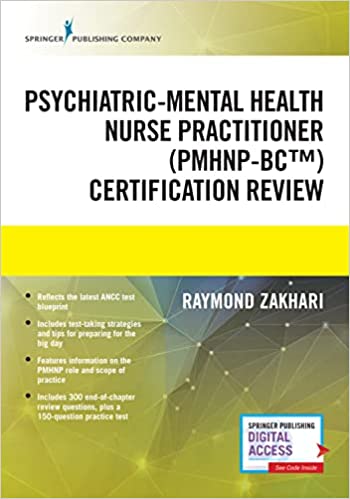 SPRINGER PUBLISHING COMPANY
PSYCHIATRIC-MENTAL HEALTH
NURSE PRACTITIONER
(PMHNP-BC™)
CERTIFICATION REVIEW
• Reflects the latest ANCC test
blueprint
• Includes test-taking strategies
and tips for preparing for the
big day
• Features information on the
PMHNP role and scope of
practice
• Includes 300 end-of-chapter
review questions, plus a
150-question practice test
RAYMOND ZAKHARI
SPRINGER PUBLISHING
DIGITAL
ACCESS
See Code Inside